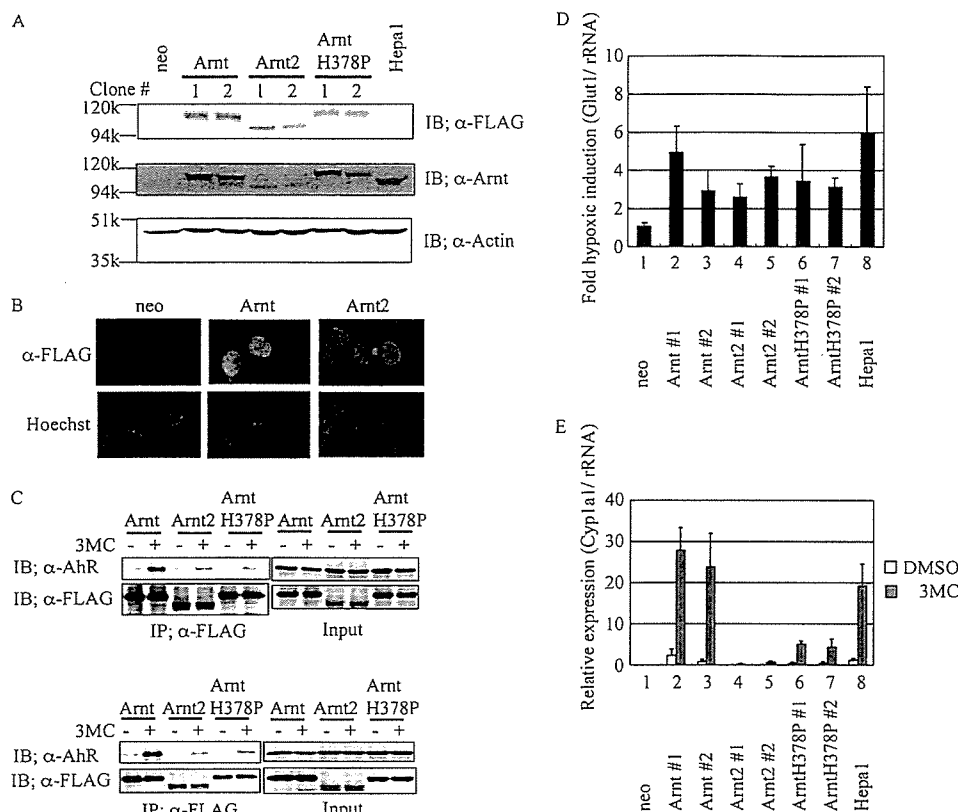 A
neo
Arnt
Arnt2
Arnt
H378P
Hepa1
Clone #
1 2 1 2 1 2
120k
94k
IB; α-FLAG
120k
94k
IB; α-Arnt
51k
35k
IB; α-Actin
B
neo Arnt Arnt2
α-FLAG
Hoechst
C
Arnt Arnt2 Arnt H378P Arnt Arnt2 Arnt H378P
3MC - + - + - + - + - + - +
IB; α-AhR
IB; α-FLAG
IP; α-FLAG Input
Arnt Arnt2 Arnt H378P Arnt Arnt2 Arnt H378P
3MC - + - + - + - + - + - +
IB; α-AhR
IB; α-FLAG
IP; α-FLAG Input
D
Fold hypoxic induction (Glut1/ rRNA)
10
8
6
4
2
0
1 2 3 4 5 6 7 8
neo
Arnt #1
Arnt #2
Arnt2 #1
Arnt2 #2
ArntH378P #1
ArntH378P #2
Hepa1
E
Relative expression (Cyp1a1/ rRNA)
40
30
20
10
0
DMSO
3MC
1 2 3 4 5 6 7 8
neo
Arnt #1
Arnt #2
Arnt2 #1
Arnt2 #2
ArntH378P #1
ArntH378P #2
Hepa1